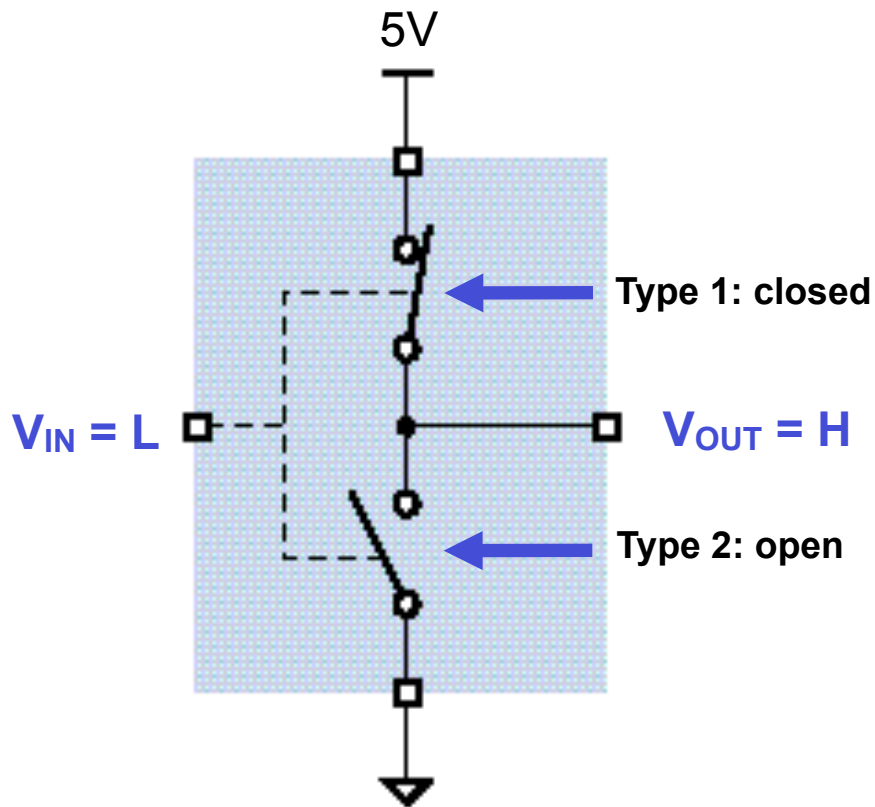 5V
Type 1: closed
VIN = L
VOUT = H
Type 2: open